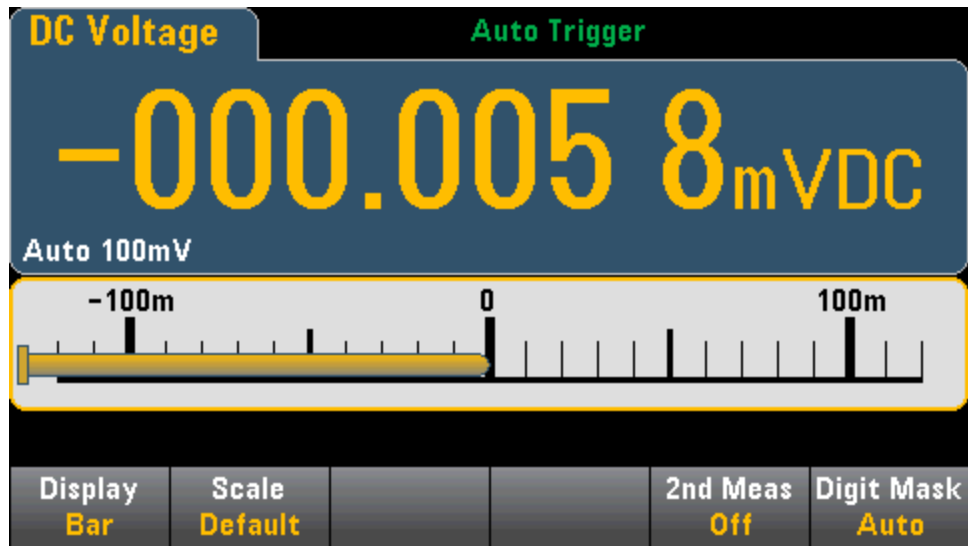 DC Voltage Auto Trigger
-000.005 8mVDC
Auto 100mV
-100m 0 100m
Display Scale 2nd Meas Digit Mask
Bar Default Off Auto